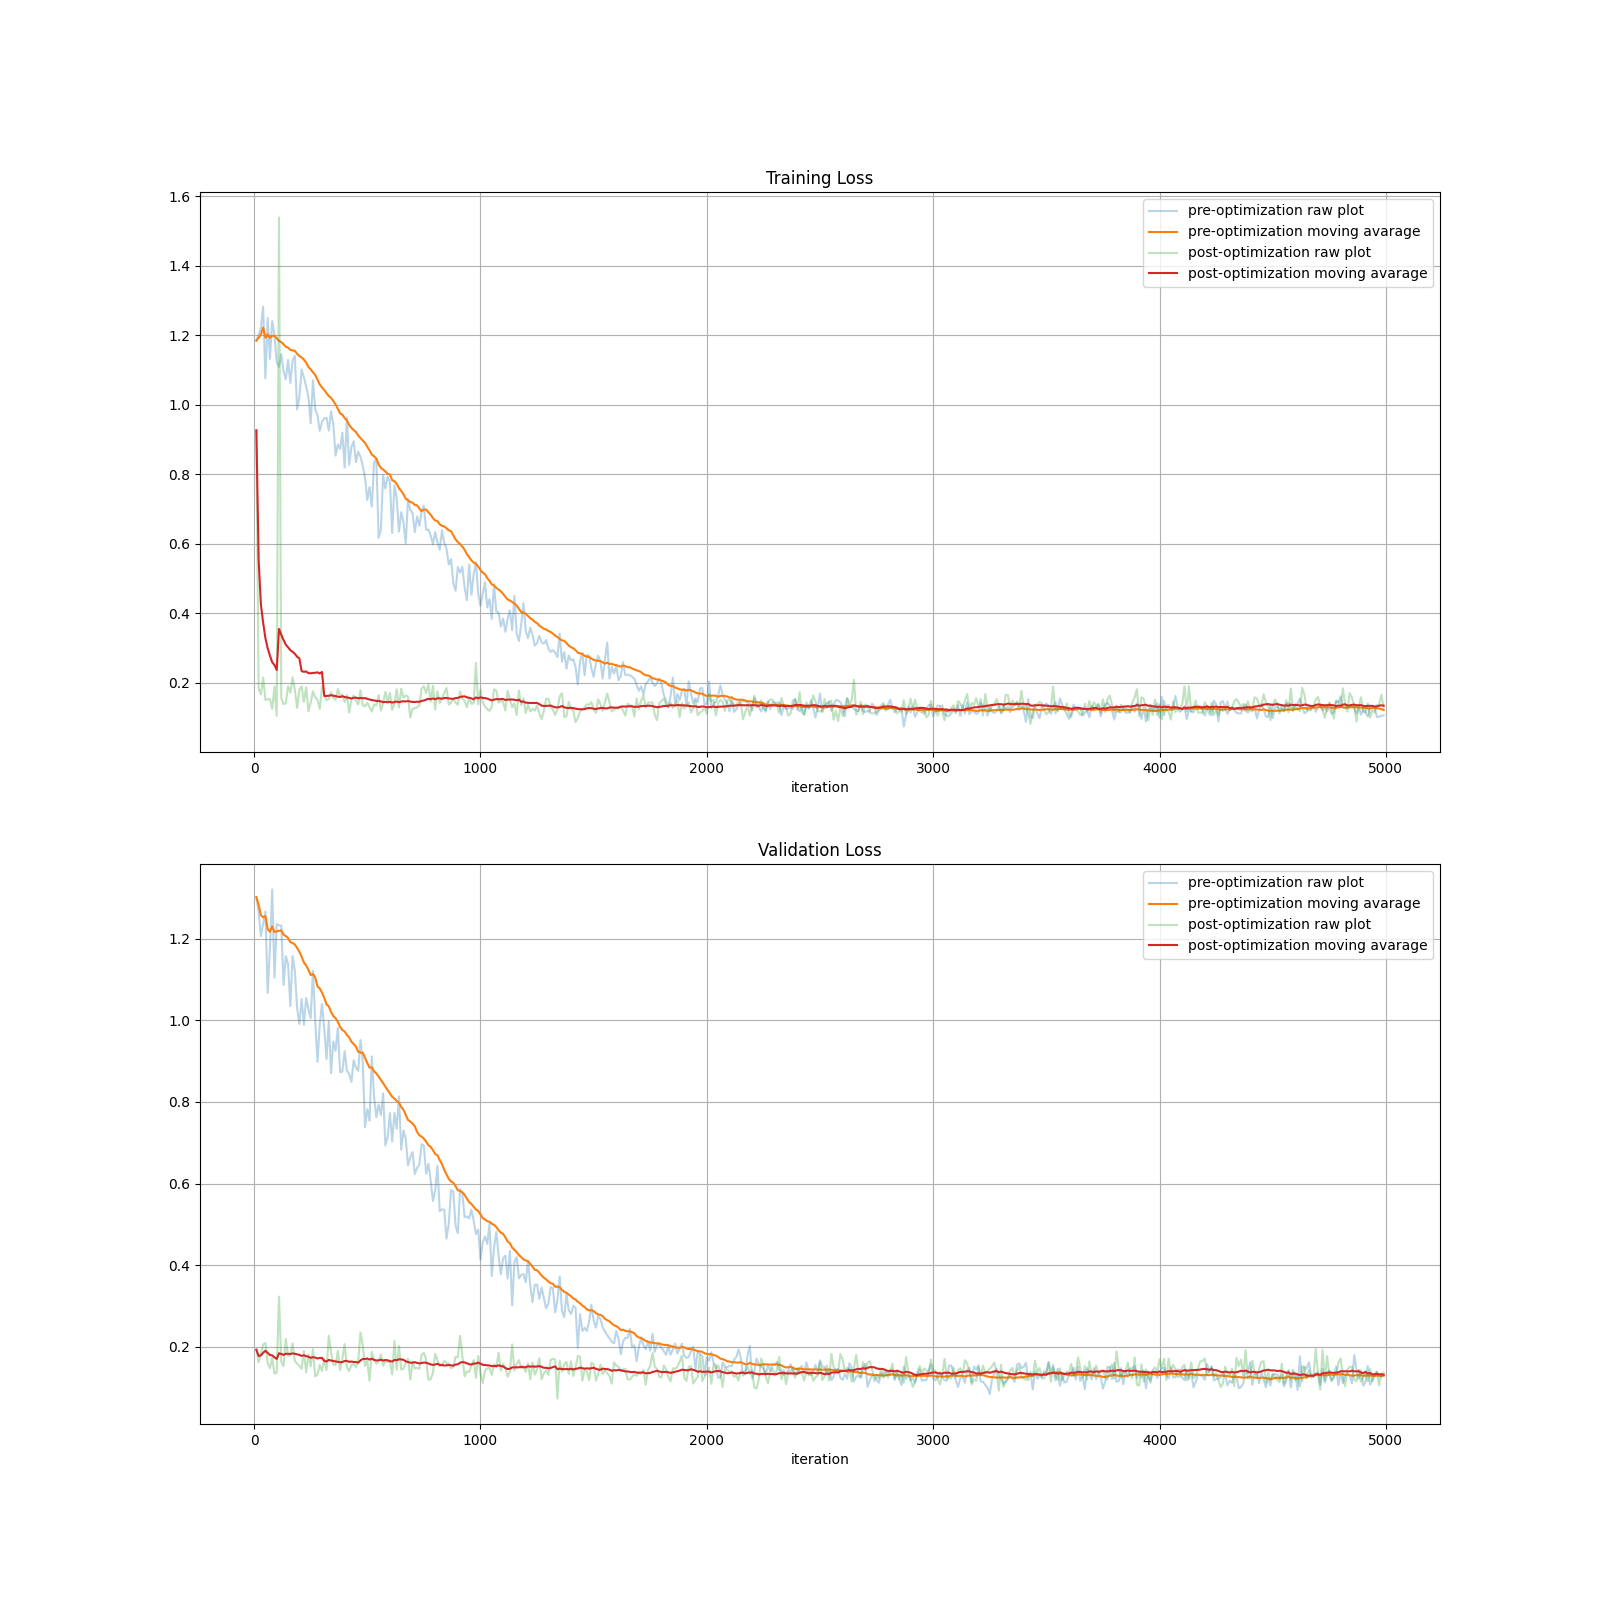 Training Loss
1.6
1.4
1.2
1.0
0.8
0.6
0.4
0.2
pre-optimization raw plot
pre-optimization moving avarage
post-optimization raw plot
post-optimization moving avarage
0 1000 2000 3000 4000 5000
iteration
Validation Loss
1.2
1.0
0.8
0.6
0.4
0.2
pre-optimization raw plot
pre-optimization moving avarage
post-optimization raw plot
post-optimization moving avarage
0 1000 2000 3000 4000 5000
iteration